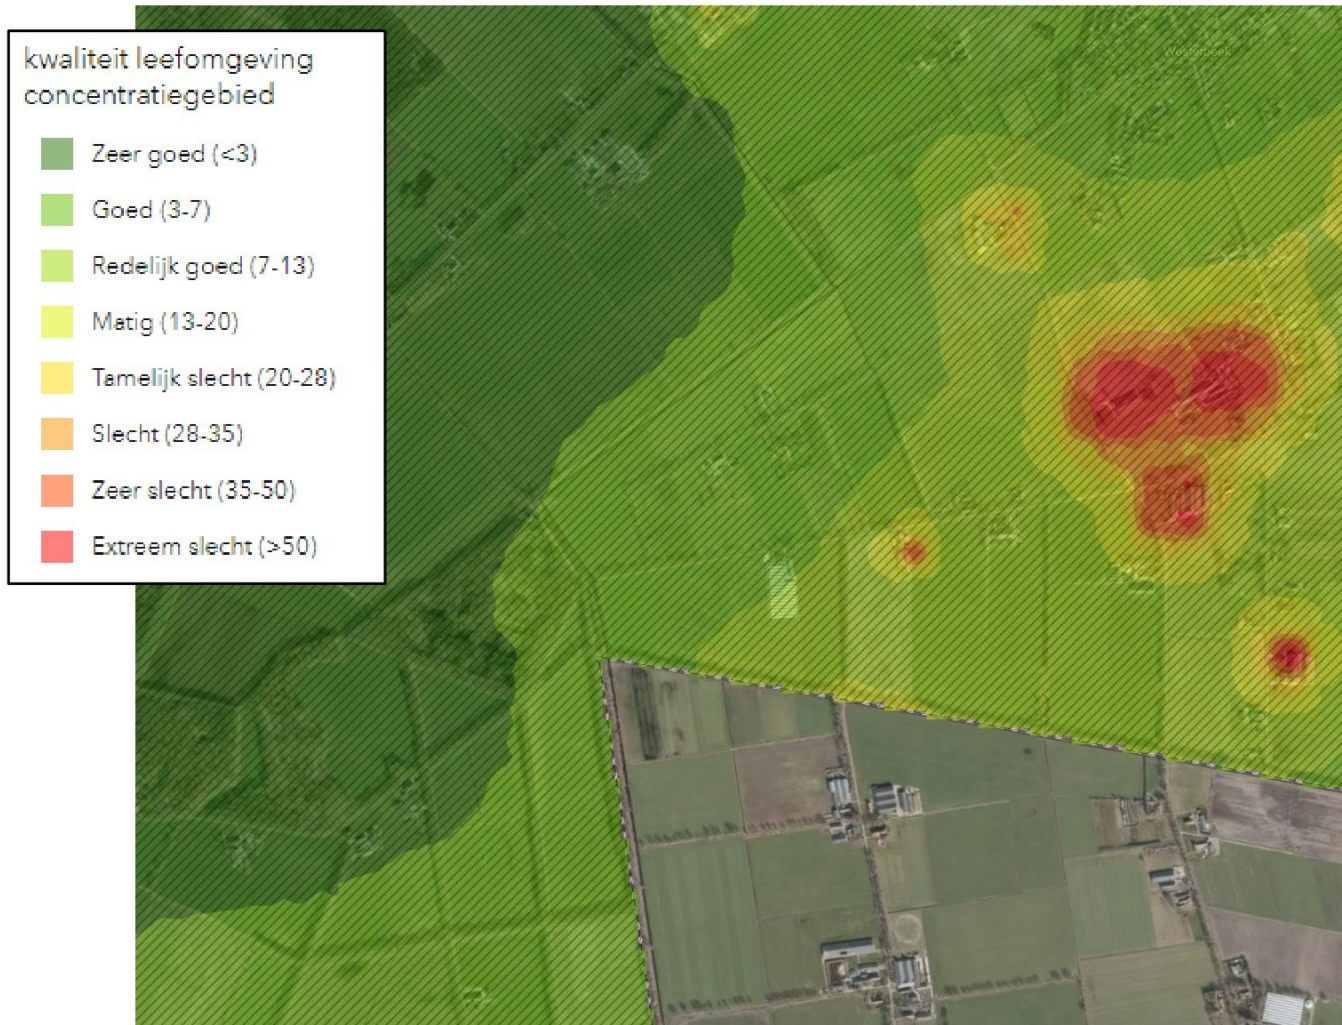 kwaliteit leefomgeving
concentratiegebied
Zeer goed (<3)
Goed (3-7)
Redelijk goed (7-13)
Matig (13-20)
Tamelijk slecht (20-28)
Slecht (28-35)
Zeer slecht (35-50)
Extreem slecht (>50)
Westerbeek